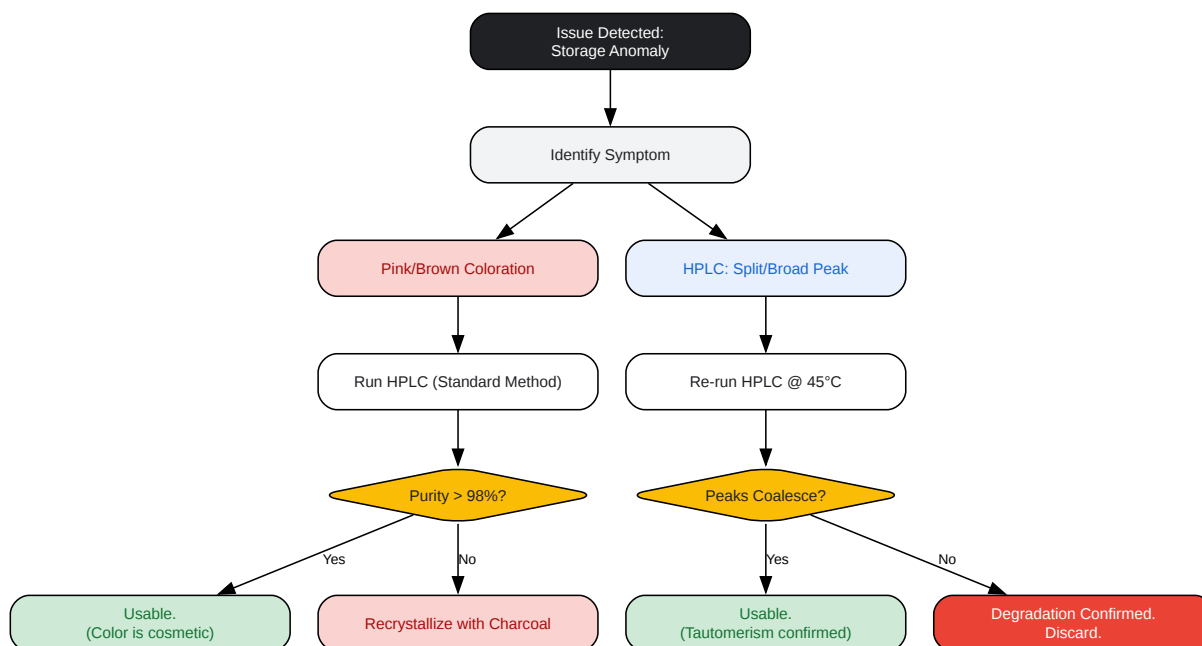 Issue Detected:
Storage Anomaly
Identify Symptom
Pink/Brown Coloration
HPLC: Split/Broad Peak
Run HPLC (Standard Method)
Re-run HPLC @ 45°C
Purity > 98%?
Peaks Coalesce?
Yes
No
Yes
No
Usable.
(Color is cosmetic)
Recrystallize with Charcoal
Usable.
(Tautomerism confirmed)
Degradation Confirmed.
Discard.